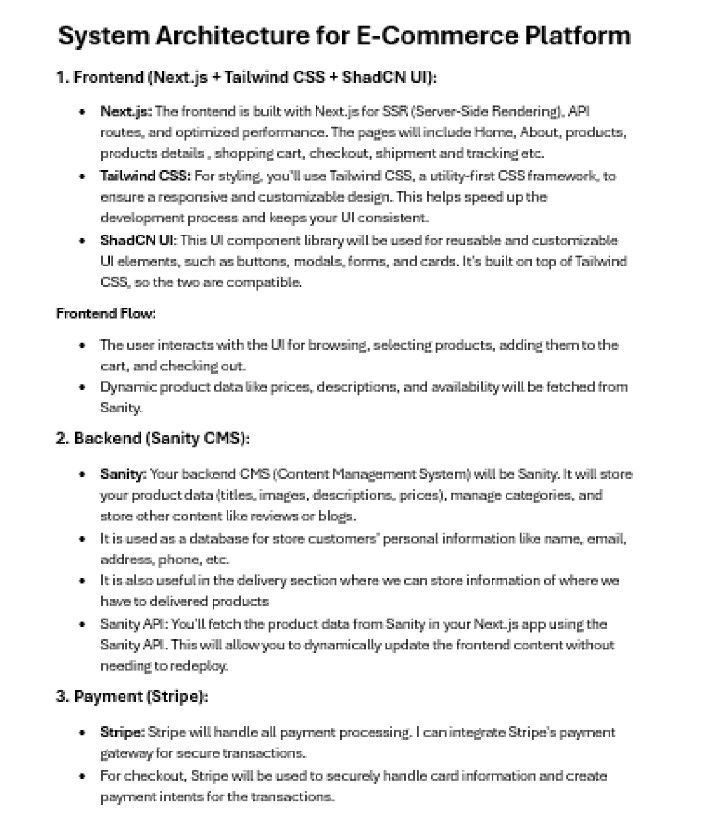 System Architecture for E-Commerce Platform
1. Frontend (Next.js + Tailwind CSS + ShadCN UI):
• Next.js: The frontend is built with Next.js for SSR (Server-Side Rendering), API
routes, and optimized performance. The pages will include Home, About, products,
products details , shopping cart, checkout, shipment and tracking etc.
• Tailwind CSS: For styling, you'll use Tailwind CSS, a utility-first CSS framework, to
ensure a responsive and customizable design. This helps speed up the
development process and keeps your UI consistent.
• ShadCN UI: This UI component library will be used for reusable and customizable
UI elements, such as buttons, modals, forms, and cards. It's built on top of Tailwind
CSS, so the two are compatible.
Frontend Flow:
• The user interacts with the UI for browsing, selecting products, adding them to the
cart, and checking out.
• Dynamic product data like prices, descriptions, and availability will be fetched from
Sanity.
2. Backend (Sanity CMS):
• Sanity: Your backend CMS (Content Management System) will be Sanity. It will store
your product data (titles, images, descriptions, prices), manage categories, and
store other content like reviews or blogs.
• It is used as a database for store customers' personal information like name, email,
address, phone, etc.
• It is also useful in the delivery section where we can store information of where we
have to delivered products
• Sanity API: You'll fetch the product data from Sanity in your Next.js app using the
Sanity API. This will allow you to dynamically update the frontend content without
needing to redeploy.
3. Payment (Stripe):
• Stripe: Stripe will handle all payment processing. I can integrate Stripe's payment
gateway for secure transactions.
• For checkout, Stripe will be used to securely handle card information and create
payment intents for the transactions.